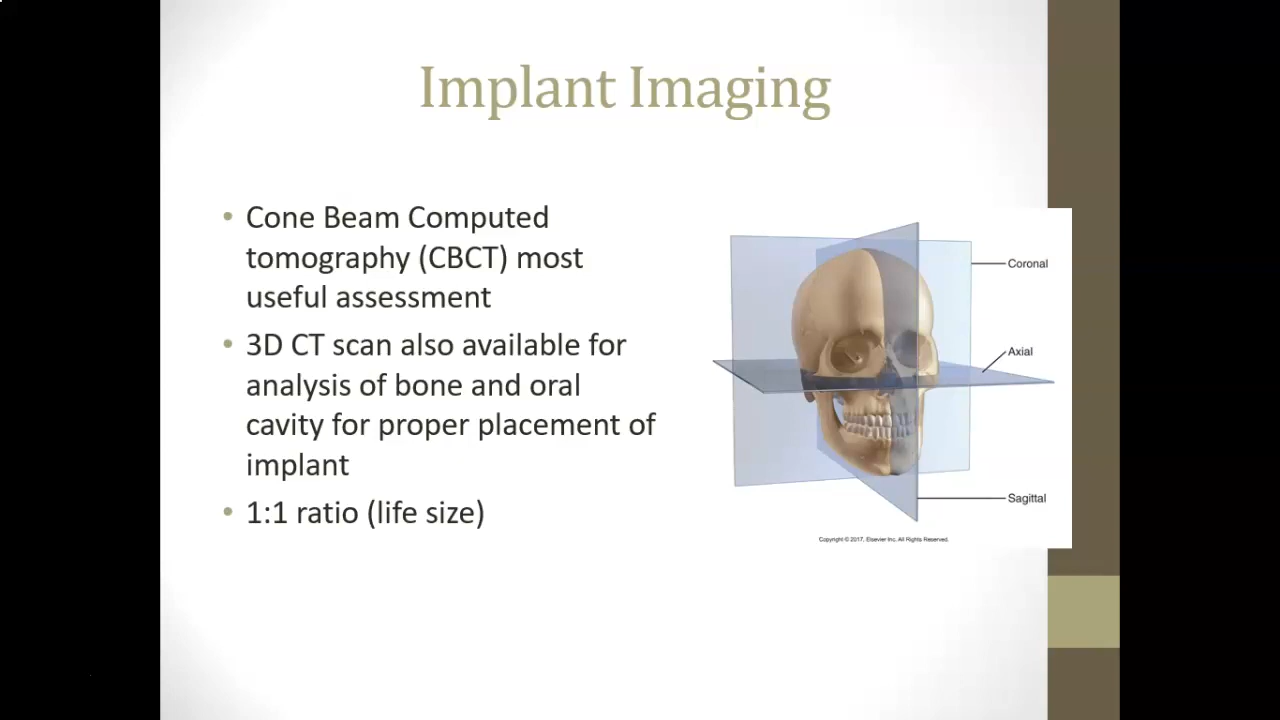 Implant Imaging
• Cone Beam Computed
tomography (CBCT) most
useful assessment
• 3D CT scan also available for
analysis of bone and oral
cavity for proper placement of
implant
• 1:1 ratio (life size)
Coronal
Axial
Sagittal
Copyright © 2017, Elsevier Inc. All Rights Reserved.